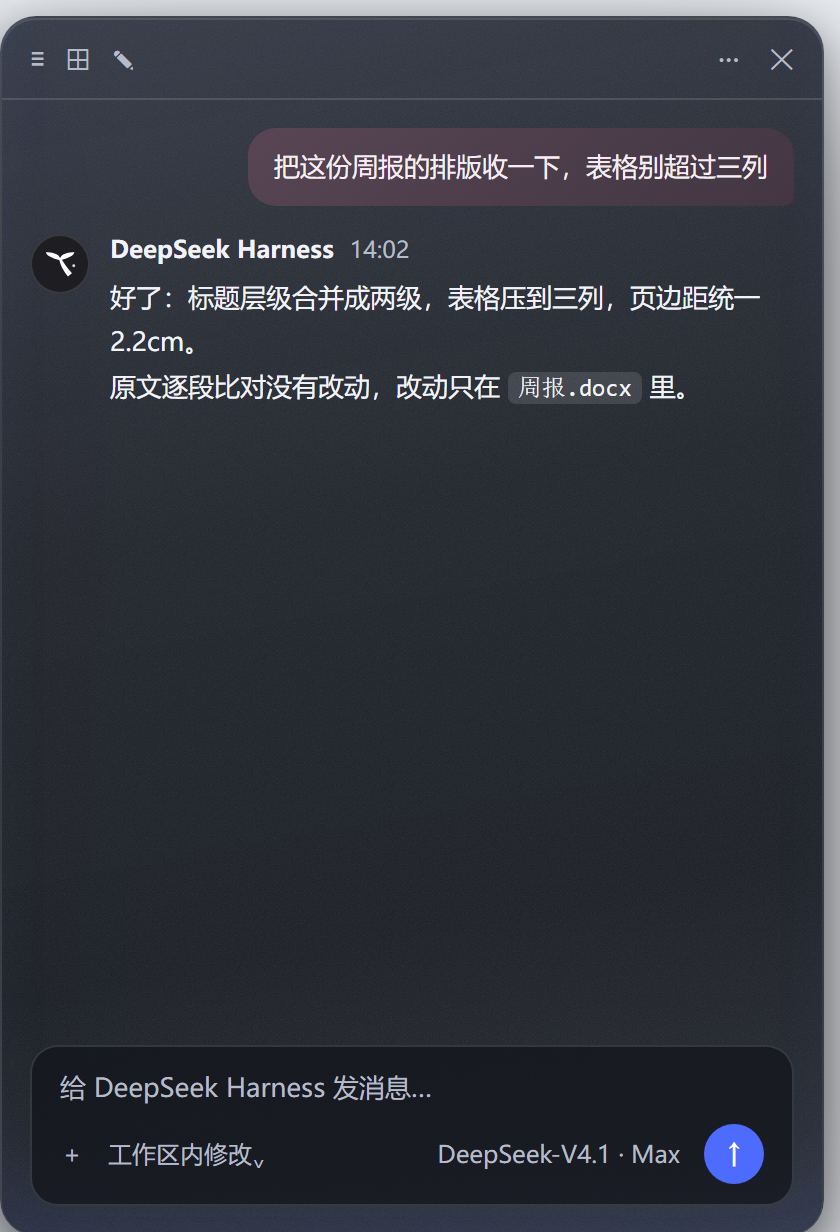 把这份周报的排版收一下，表格别超过三列
DeepSeek Harness 14:02
好了：标题层级合并成两级，表格压到三列，页边距统一
2.2cm。
原文逐段比对没有改动，改动只在 周报.docx 里。
给 DeepSeek Harness 发消息...
+ 工作区内修改 DeepSeek-V4.1 · Max